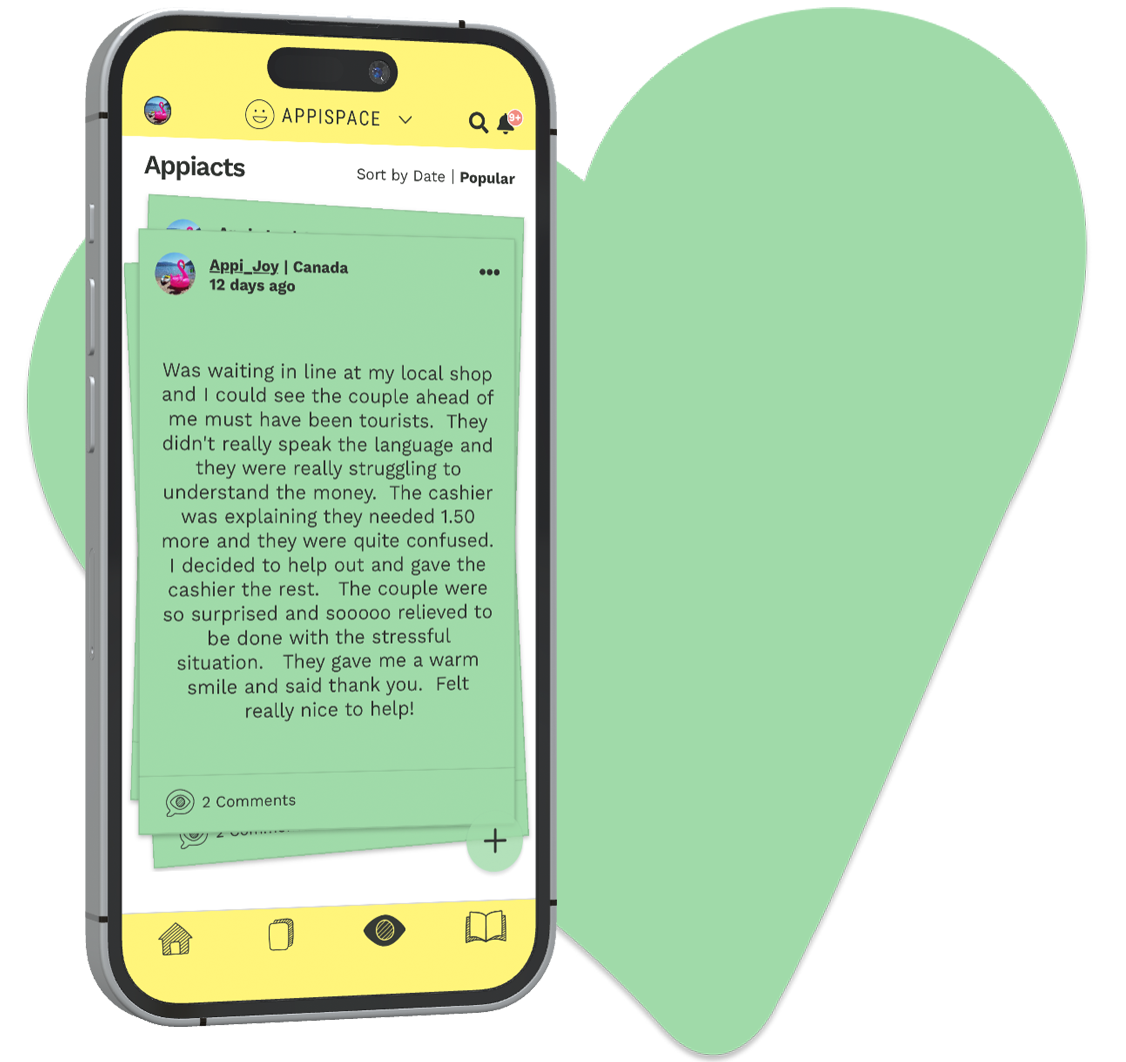 APPISPACE
9+
Appiacts
Sort by Date | Popular
Appi_Joy | Canada
12 days ago
Was waiting in line at my local shop
and I could see the couple ahead of
me must have been tourists. They
didn't really speak the language and
they were really struggling to
understand the money. The cashier
was explaining they needed 1.50
more and they were quite confused.
I decided to help out and gave the
cashier the rest. The couple were
so surprised and sooooo relieved to
be done with the stressful
situation. They gave me a warm
smile and said thank you. Felt
really nice to help!
2 Comments